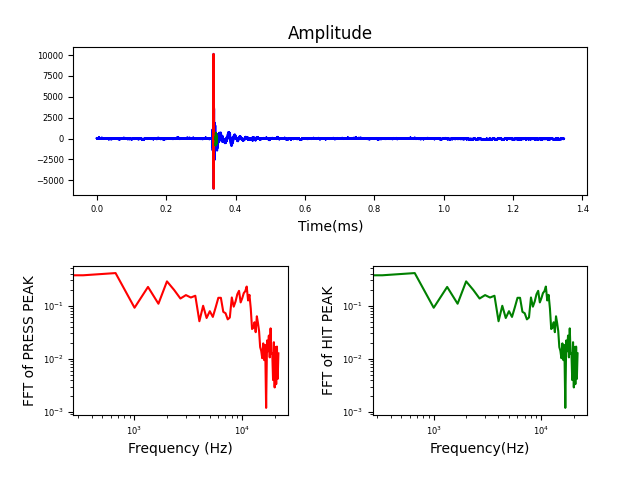 Amplitude
10000
7500
5000
2500
0
−2500
−5000
0.0 0.2 0.4 0.6 0.8 1.0 1.2 1.4
Time(ms)
FFT of PRESS PEAK
10⁻¹
10⁻²
10⁻³
10³ 10⁴
Frequency (Hz)
FFT of HIT PEAK
10⁻¹
10⁻²
10⁻³
10³ 10⁴
Frequency(Hz)